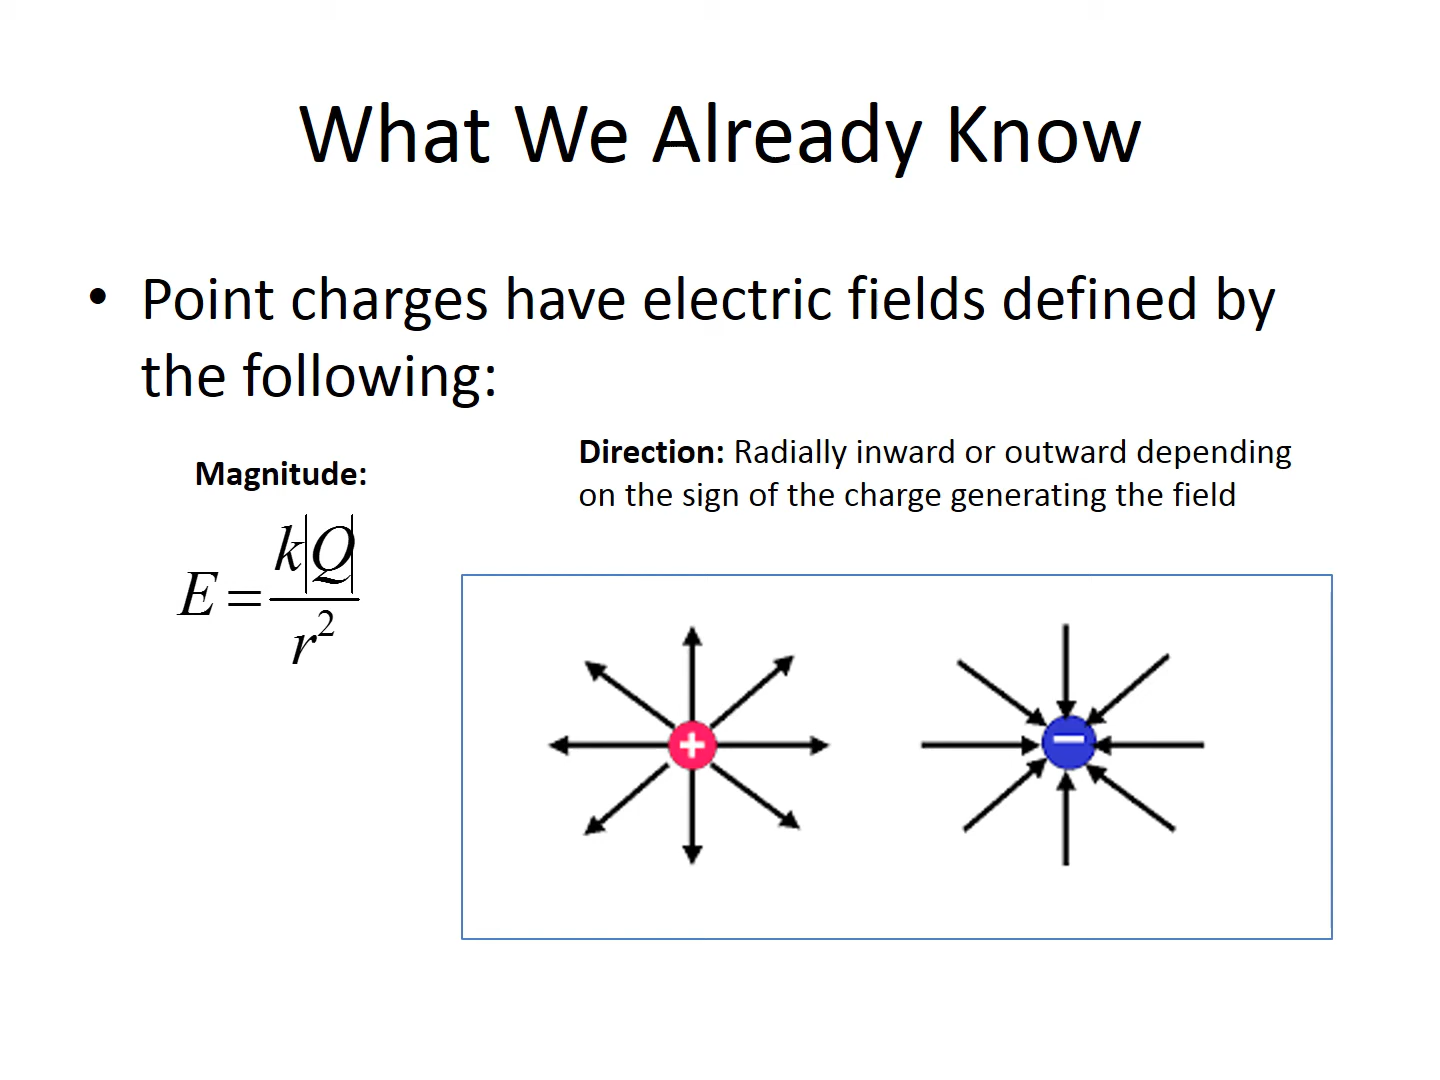 What We Already Know
• Point charges have electric fields defined by
the following:
Magnitude:
E = k|Q| / r²
Direction: Radially inward or outward depending
on the sign of the charge generating the field
+
−